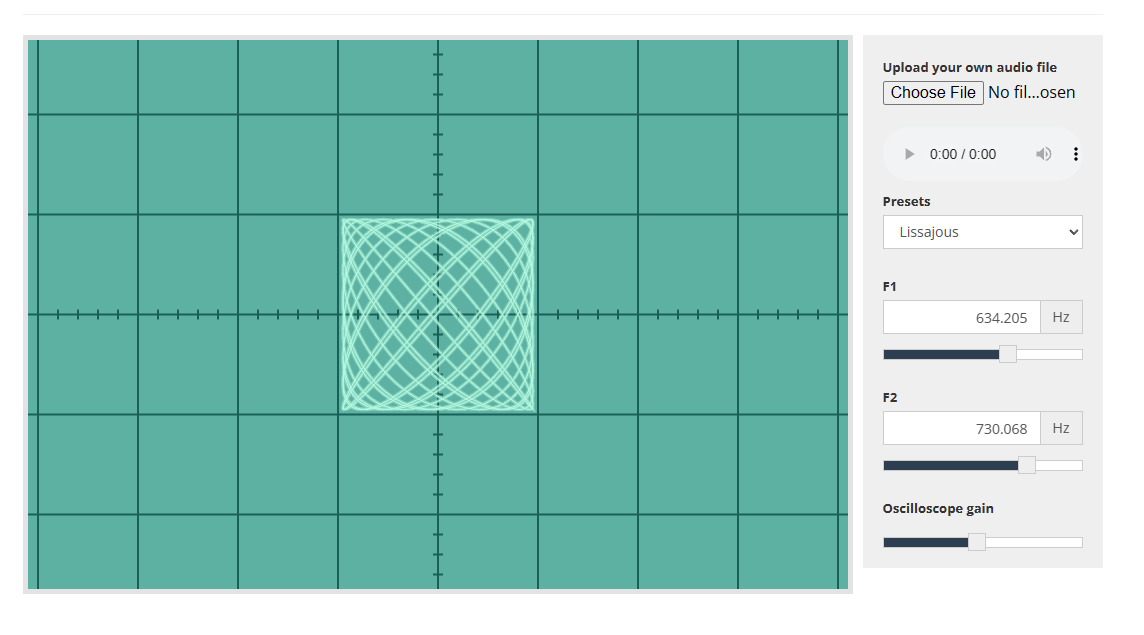 Upload your own audio file
Choose File No fil...osen
0:00 / 0:00
Presets
Lissajous
F1
634.205 Hz
F2
730.068 Hz
Oscilloscope gain